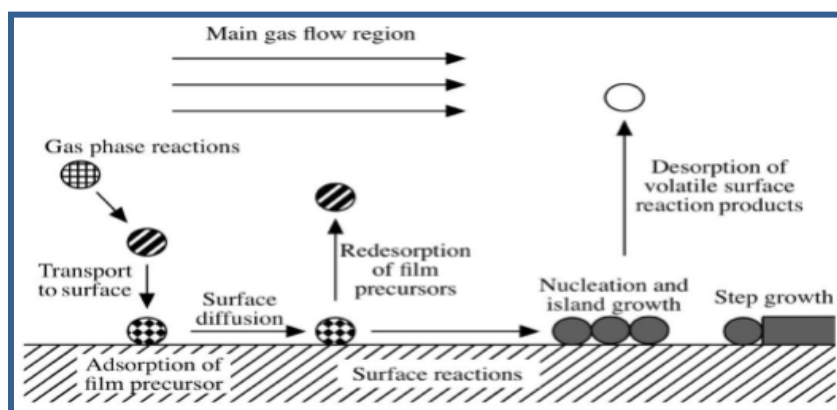 Main gas flow region
Gas phase reactions
Transport
to surface
Surface
diffusion
Redesorption
of film
precursors
Desorption of
volatile surface
reaction products
Nucleation and
island growth
Step growth
Adsorption of
film precursor
Surface reactions